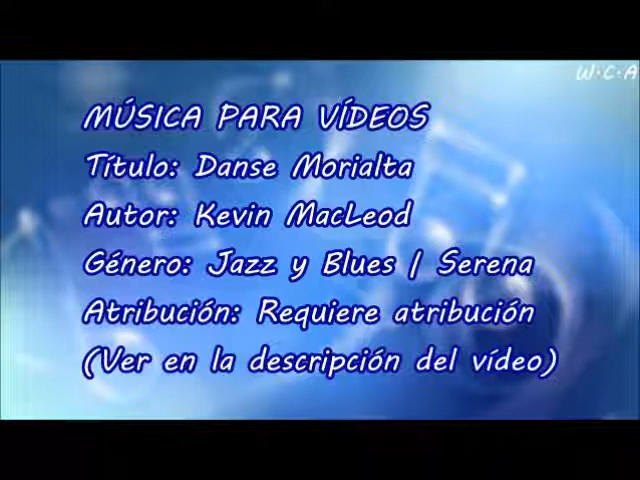 W.C.A
MÚSICA PARA VÍDEOS
Título: Danse Morialta
Autor: Kevin MacLeod
Género: Jazz y Blues | Serena
Atribución: Requiere atribución
(Ver en la descripción del vídeo)